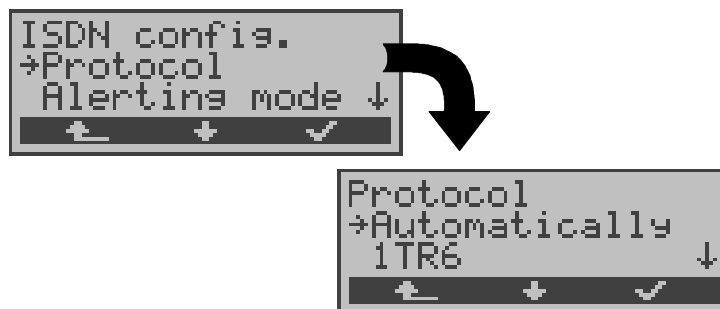 ISDN config.
→Protocol
Alerting mode ↓
Protocol
→Automatically
1TR6 ↓